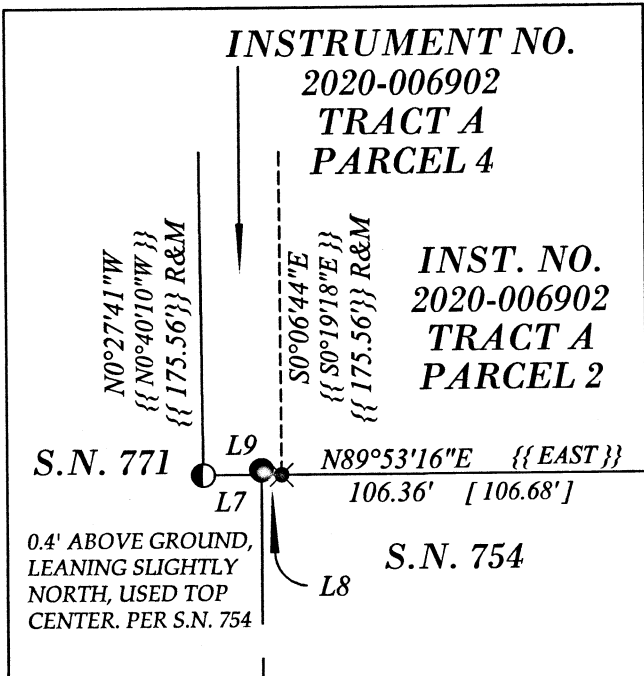 INSTRUMENT NO.
2020-006902
TRACT A
PARCEL 4
N0°27'41"W
{{ N0°40'10"W }}
{{ 175.56'}} R&M
S0°06'44"E
{{ S0°19'18"E }}
{{ 175.56'}} R&M
INST. NO.
2020-006902
TRACT A
PARCEL 2
S.N. 771
L9
L7
N89°53'16"E {{ EAST }}
106.36' [ 106.68' ]
0.4' ABOVE GROUND,
LEANING SLIGHTLY
NORTH, USED TOP
CENTER. PER S.N. 754
L8
S.N. 754